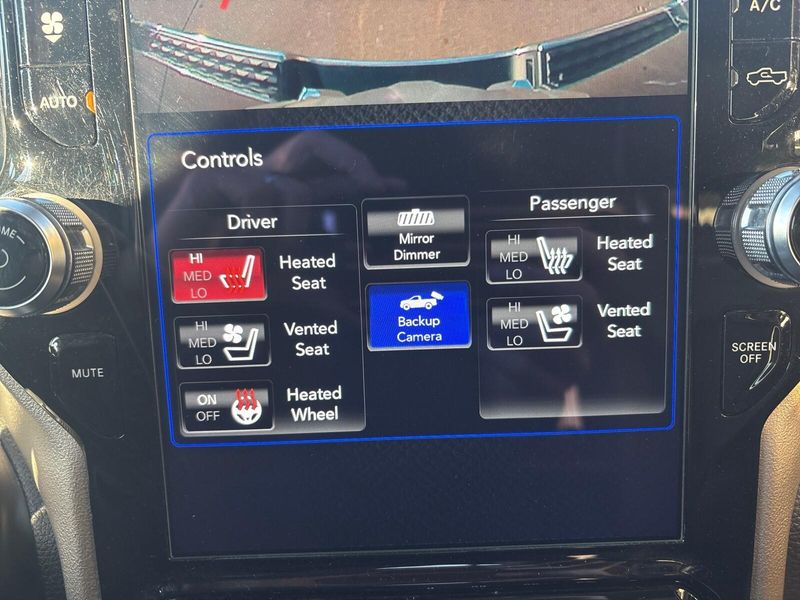 A/C
AUTO
Controls
Driver
HI
MED
LO
Heated
Seat
HI
MED
LO
Vented
Seat
ON
OFF
Heated
Wheel
Mirror
Dimmer
Backup
Camera
Passenger
HI
MED
LO
Heated
Seat
HI
MED
LO
Vented
Seat
MUTE
SCREEN
OFF